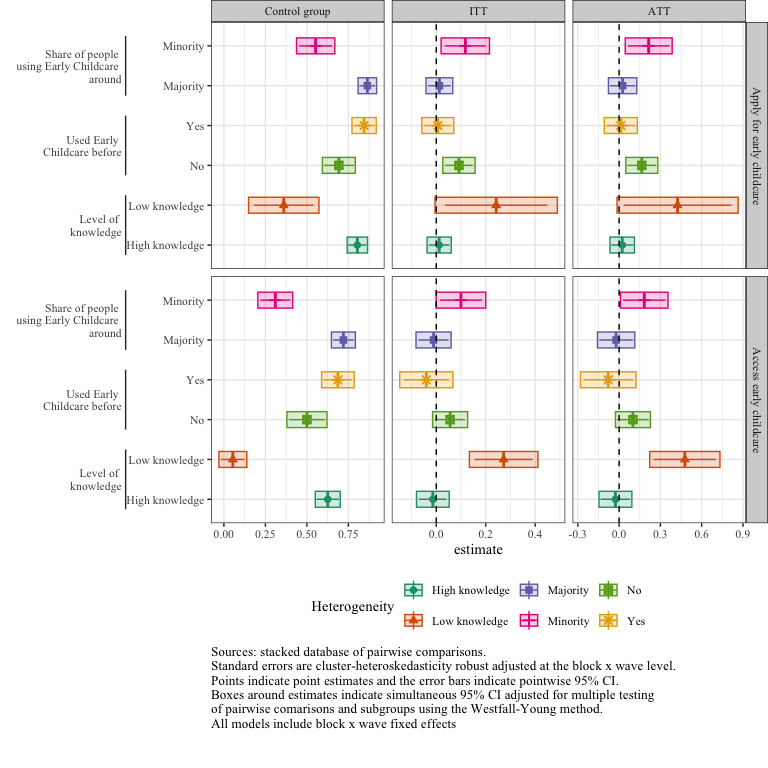 Control group
ITT
ATT
Share of people
using Early Childcare
around
Minority
Majority
Used Early
Childcare before
Yes
No
Level of
knowledge
Low knowledge
High knowledge
Apply for early childcare
Share of people
using Early Childcare
around
Minority
Majority
Used Early
Childcare before
Yes
No
Level of
knowledge
Low knowledge
High knowledge
Access early childcare
0.00 0.25 0.50 0.75
0.0 0.2 0.4
-0.3 0.0 0.3 0.6 0.9
estimate
Heterogeneity
High knowledge Majority No
Low knowledge Minority Yes
Sources: stacked database of pairwise comparisons.
Standard errors are cluster-heteroskedasticity robust adjusted at the block x wave level.
Points indicate point estimates and the error bars indicate pointwise 95% CI.
Boxes around estimates indicate simultaneous 95% CI adjusted for multiple testing
of pairwise comarisons and subgroups using the Westfall-Young method.
All models include block x wave fixed effects